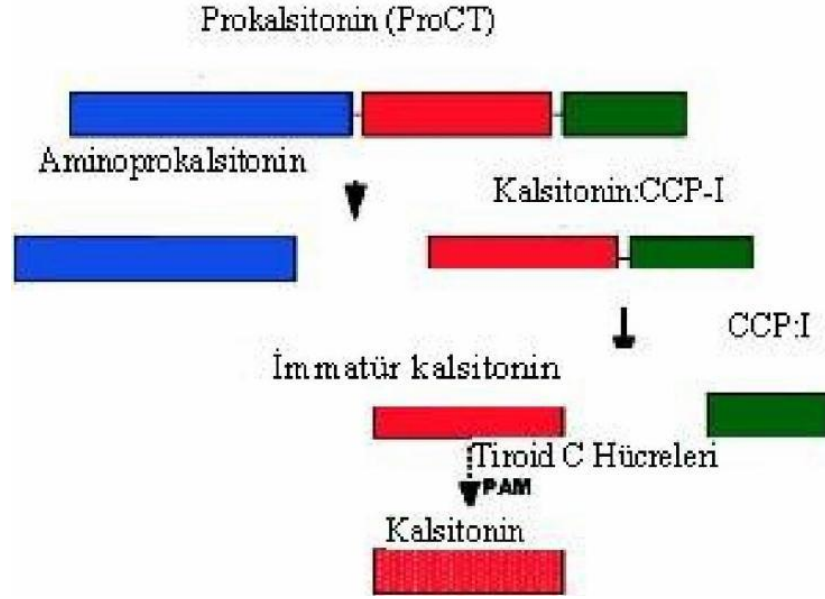 Prokalsitonin (ProCT)
Aminoprokalsitonin
Kalsitonin:CCP-I
CCP:I
İmmatür kalsitonin
Tiroid C Hücreleri
PAM
Kalsitonin